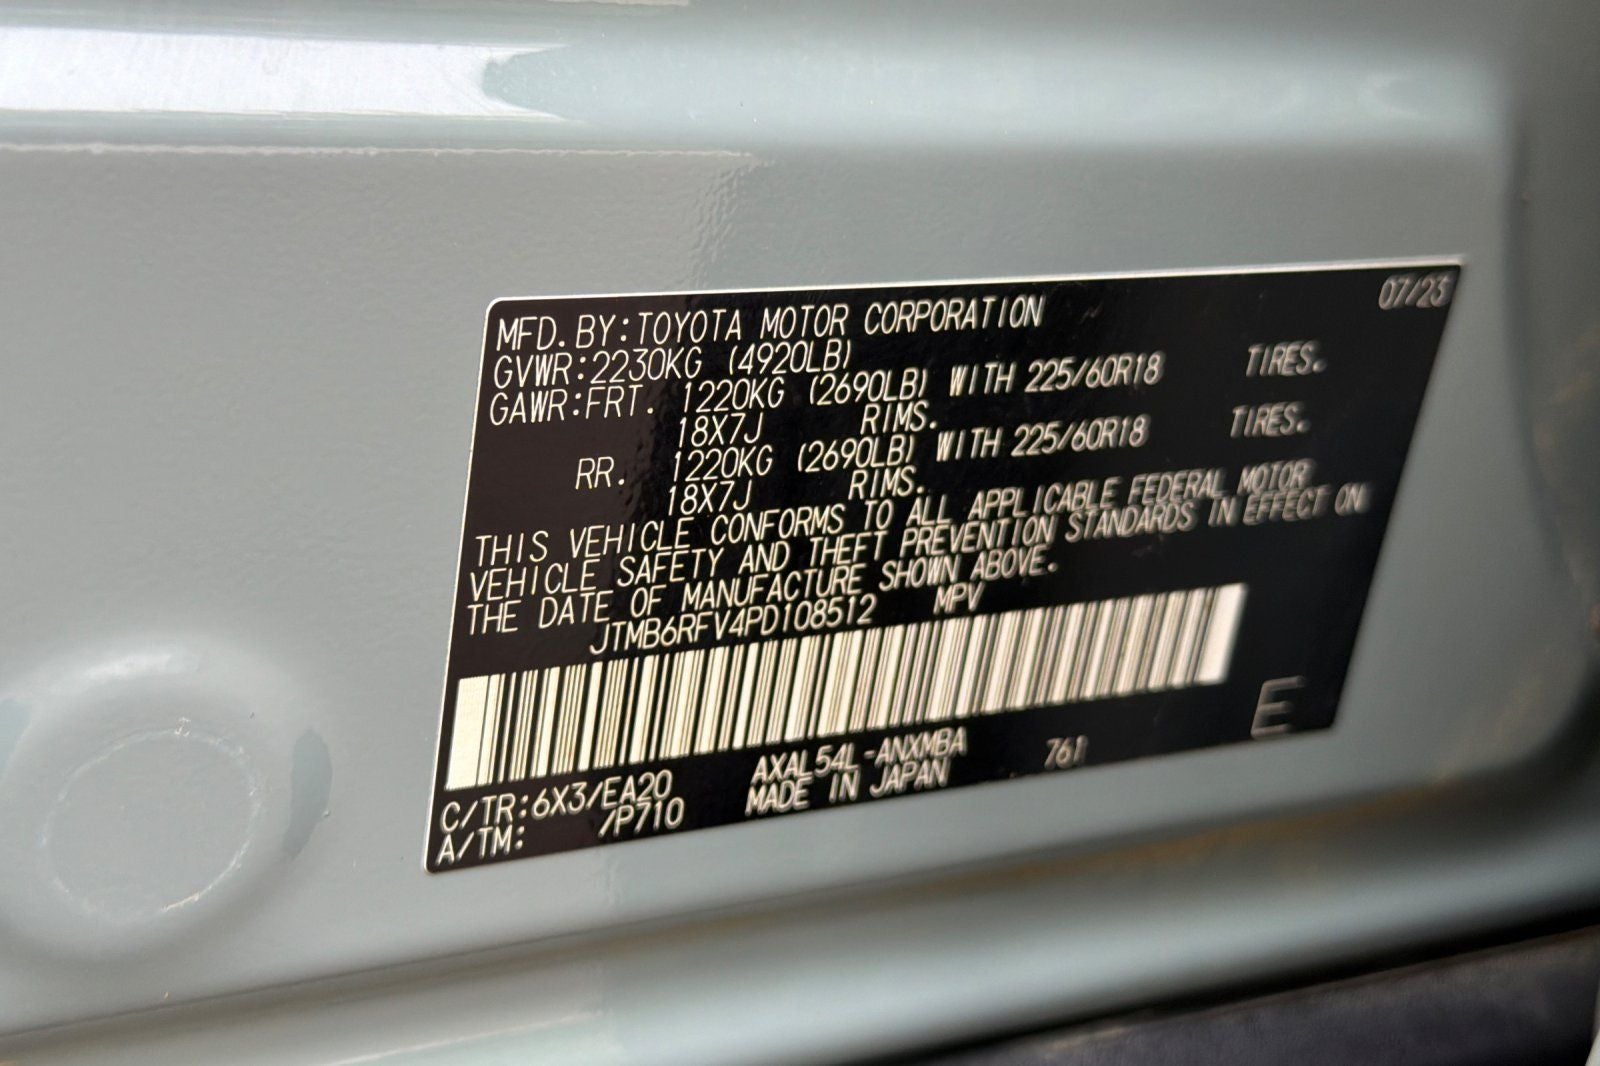 07/23
MFD. BY: TOYOTA MOTOR CORPORATION
GVWR: 2230KG (4920LB)
GAWR: FRT. 1220KG (2690LB) WITH 225/60R18 TIRES.
18X7J RIMS.
RR. 1220KG (2690LB) WITH 225/60R18 TIRES.
18X7J RIMS.
THIS VEHICLE CONFORMS TO ALL APPLICABLE FEDERAL MOTOR
VEHICLE SAFETY AND THEFT PREVENTION STANDARDS IN EFFECT ON
THE DATE OF MANUFACTURE SHOWN ABOVE.
JTMB6RFV4PD108512 MPV
E
C/TR: 6X3/EA20 AXAL54L-ANXMBA 761
A/TM: /P710 MADE IN JAPAN